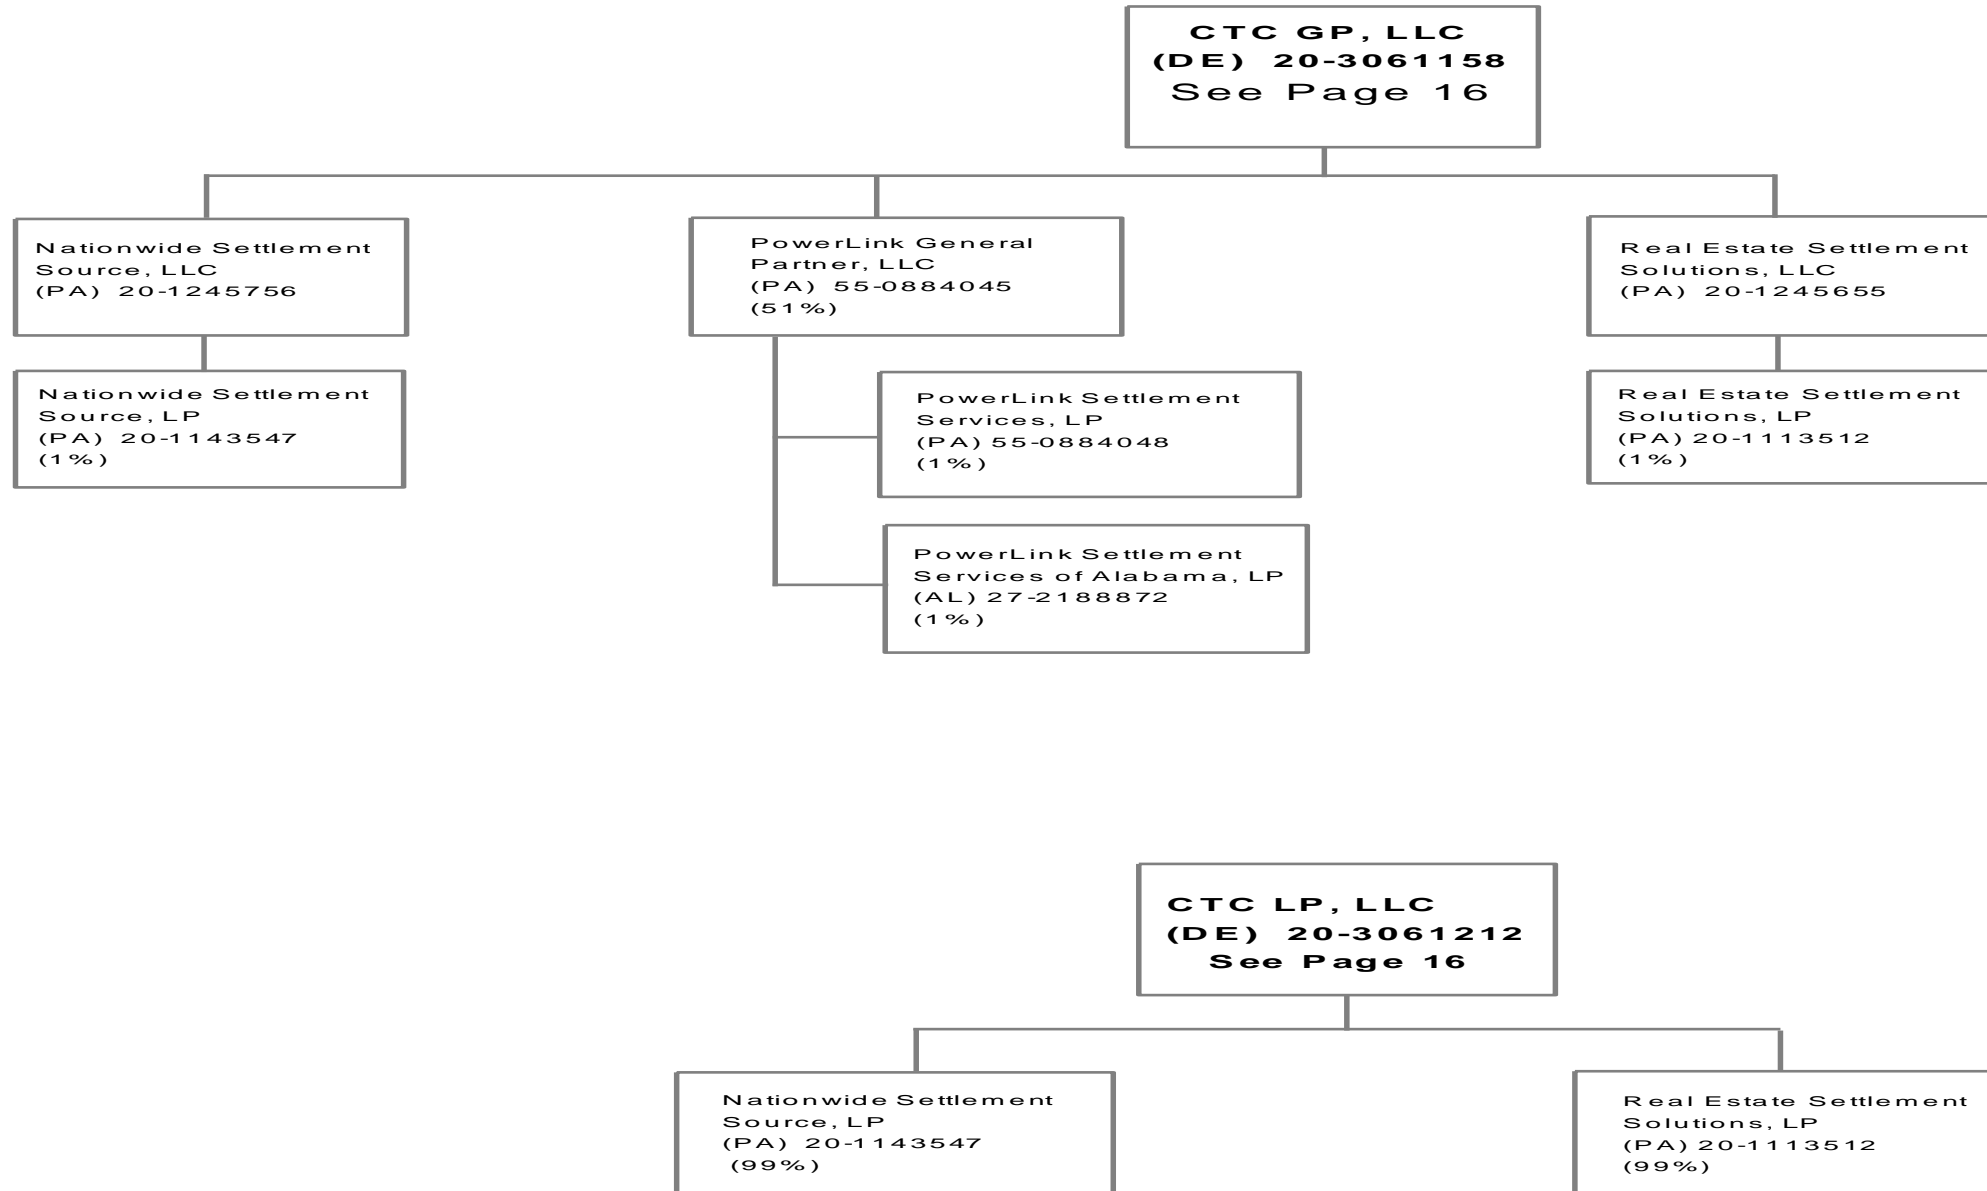 CTC GP, LLC
(DE) 20-3061158
See Page 16
Nationwide Settlement
Source, LLC
(PA) 20-1245756
PowerLink General
Partner, LLC
(PA) 55-0884045
(51%)
Real Estate Settlement
Solutions, LLC
(PA) 20-1245655
Nationwide Settlement
Source, LP
(PA) 20-1143547
(1%)
PowerLink Settlement
Services, LP
(PA) 55-0884048
(1%)
Real Estate Settlement
Solutions, LP
(PA) 20-1113512
(1%)
PowerLink Settlement
Services of Alabama, LP
(AL) 27-2188872
(1%)
CTC LP, LLC
(DE) 20-3061212
See Page 16
Nationwide Settlement
Source, LP
(PA) 20-1143547
(99%)
Real Estate Settlement
Solutions, LP
(PA) 20-1113512
(99%)